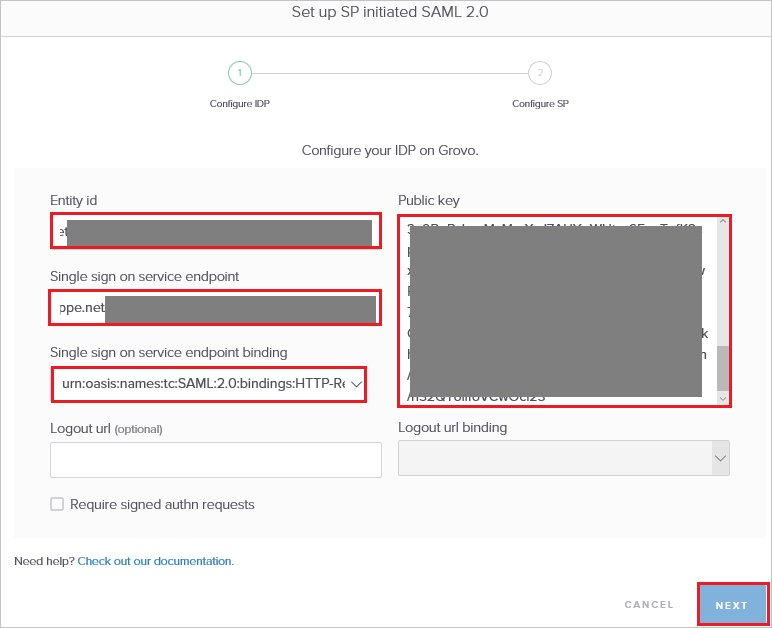 Set up SP initiated SAML 2.0
1
2
Configure IDP
Configure SP
Configure your IDP on Grovo.
Entity id
Single sign on service endpoint
ppe.net
Single sign on service endpoint binding
urn:oasis:names:tc:SAML:2.0:bindings:HTTP-Re
Logout url (optional)
Require signed authn requests
Public key
Logout url binding
Need help? Check out our documentation.
CANCEL
NEXT